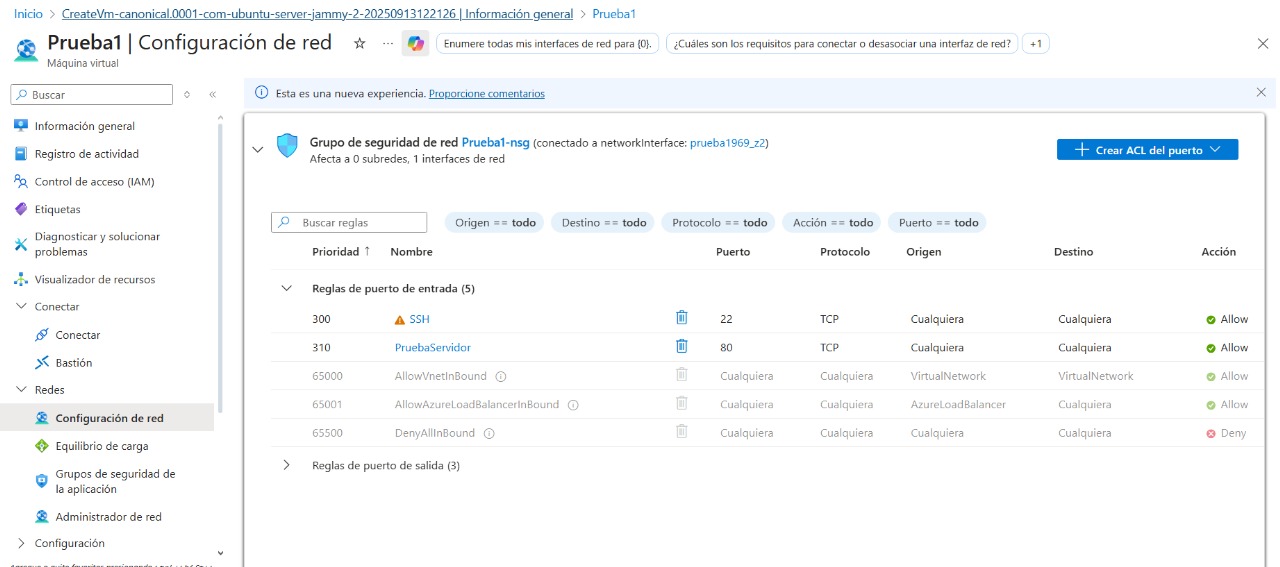 Inicio > CreateVm-canonical.0001-com-ubuntu-server-jammy-2-20250913122126 | Información general > Prueba1
Prueba1 | Configuración de red
Enumere todas mis interfaces de red para {0}.
¿Cuáles son los requisitos para conectar o desasociar una interfaz de red?
+1
Máquina virtual
Buscar
Información general
Registro de actividad
Control de acceso (IAM)
Etiquetas
Diagnosticar y solucionar
problemas
Visualizador de recursos
Conectar
Conectar
Bastión
Redes
Configuración de red
Equilibrio de carga
Grupos de seguridad de
la aplicación
Administrador de red
Configuración
Esta es una nueva experiencia. Proporcione comentarios
Grupo de seguridad de red Prueba1-nsg (conectado a networkInterface: prueba1969_z2)
Afecta a 0 subredes, 1 interfaces de red
Crear ACL del puerto
Buscar reglas
Origen == todo
Destino == todo
Protocolo == todo
Acción == todo
Puerto == todo
Prioridad ↑ Nombre Puerto Protocolo Origen Destino Acción
Reglas de puerto de entrada (5)
300 SSH 22 TCP Cualquiera Cualquiera Allow
310 PruebaServidor 80 TCP Cualquiera Cualquiera Allow
65000 AllowVnetInBound Cualquiera Cualquiera VirtualNetwork VirtualNetwork Allow
65001 AllowAzureLoadBalancerInBound Cualquiera Cualquiera AzureLoadBalancer Cualquiera Allow
65500 DenyAllInBound Cualquiera Cualquiera Cualquiera Cualquiera Deny
Reglas de puerto de salida (3)